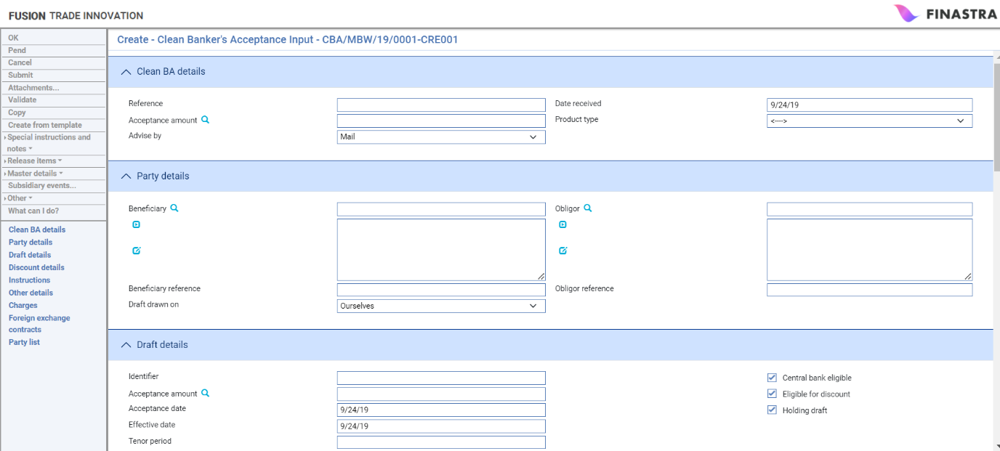 FUSION TRADE INNOVATION
FINASTRA
OK
Pend
Cancel
Submit
Attachments...
Validate
Copy
Create from template
Special instructions and
notes
Release items
Master details
Subsidiary events...
Other
What can I do?
Clean BA details
Party details
Draft details
Discount details
Instructions
Other details
Charges
Foreign exchange
contracts
Party list
Create - Clean Banker's Acceptance Input - CBA/MBW/19/0001-CRE001
Clean BA details
Reference
Date received 9/24/19
Acceptance amount
Product type <---->
Advise by Mail
Party details
Beneficiary
Obligor
Beneficiary reference
Obligor reference
Draft drawn on Ourselves
Draft details
Identifier
Central bank eligible
Acceptance amount
Eligible for discount
Acceptance date 9/24/19
Holding draft
Effective date 9/24/19
Tenor period